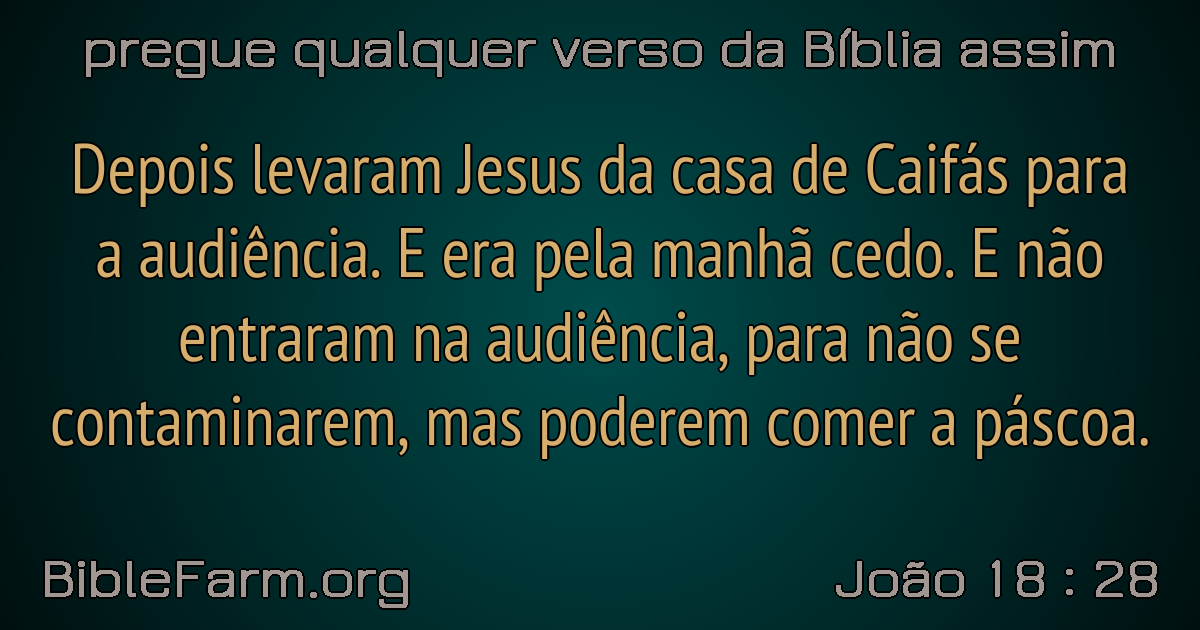 pregue qualquer verso da Bíblia assim
Depois levaram Jesus da casa de Caifás para
a audiência. E era pela manhã cedo. E não
entraram na audiência, para não se
contaminarem, mas poderem comer a páscoa.
BibleFarm.org
João 18 : 28